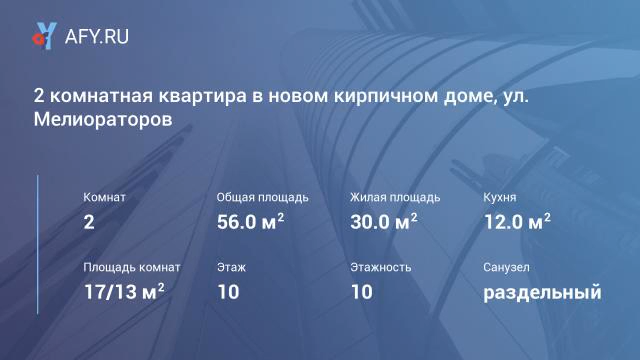 AFY.RU
2 комнатная квартира в новом кирпичном доме, ул.
Мелиораторов
Комнат
Общая площадь
Жилая площадь
Кухня
2
56.0 м²
30.0 м²
12.0 м²
Площадь комнат
Этаж
Этажность
Санузел
17/13 м²
10
10
раздельный